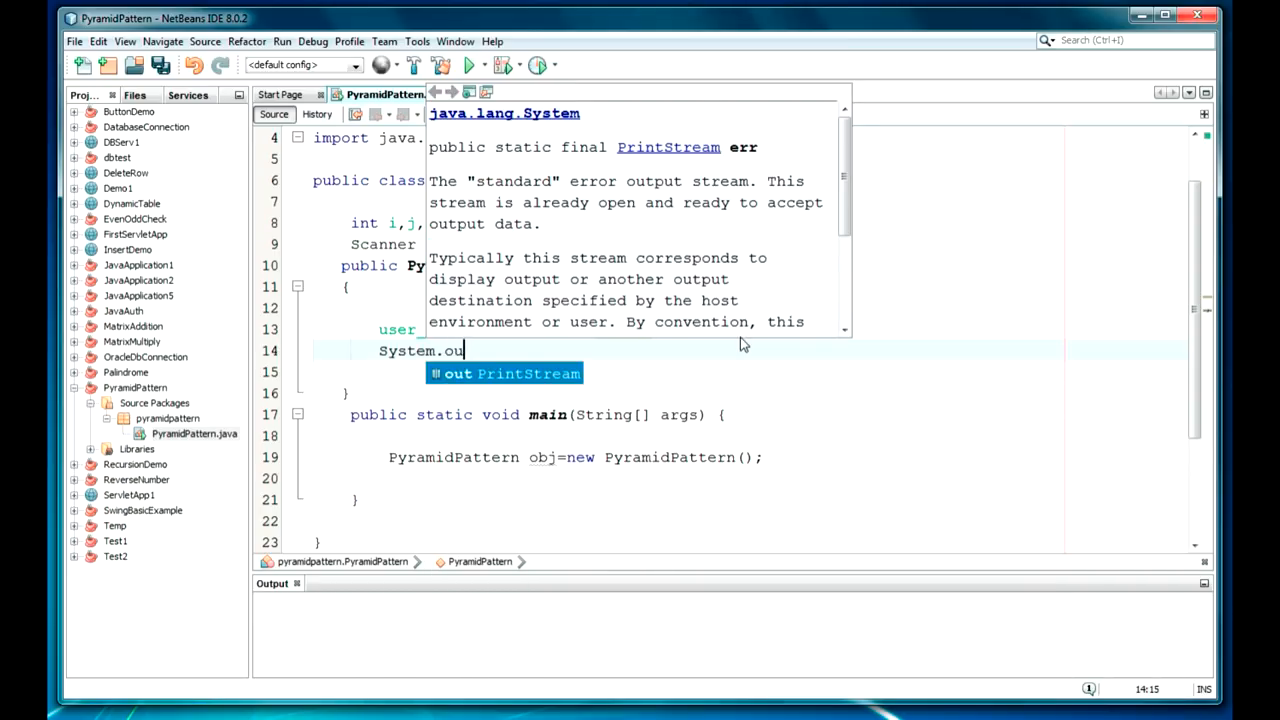 PyramidPattern - NetBeans IDE 8.0.2
File Edit View Navigate Source Refactor Run Debug Profile Team Tools Window Help
Search (Ctrl+I)
<default config>
Proj... Files Services
ButtonDemo
DatabaseConnection
DBServ1
dbtest
DeleteRow
Demo1
DynamicTable
EvenOddCheck
FirstServletApp
InsertDemo
JavaApplication1
JavaApplication2
JavaApplication5
JavaAuth
MatrixAddition
MatrixMultiply
OracleDbConnection
Palindrome
PyramidPattern
Source Packages
pyramidpattern
PyramidPattern.java
Libraries
RecursionDemo
ReverseNumber
ServletApp1
SwingBasicExample
Temp
Test1
Test2
Start Page PyramidPattern.
Source History
4 import java.
5
6 public class
7
8 int i,j,
9 Scanner
10 public Py
11 {
12
13 user_
14 System.ou
15
16 }
17 public static void main(String[] args) {
18
19 PyramidPattern obj=new PyramidPattern();
20
21 }
22
23 }
java.lang.System
public static final PrintStream err
The "standard" error output stream. This
stream is already open and ready to accept
output data.
Typically this stream corresponds to
display output or another output
destination specified by the host
environment or user. By convention, this
out PrintStream
pyramidpattern.PyramidPattern PyramidPattern
Output
1 14:15 INS